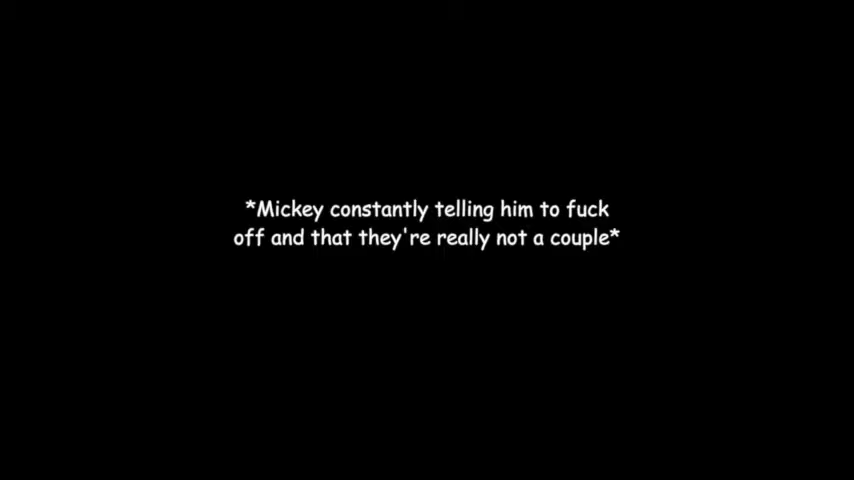 *Mickey constantly telling him to fuck
off and that they're really not a couple*